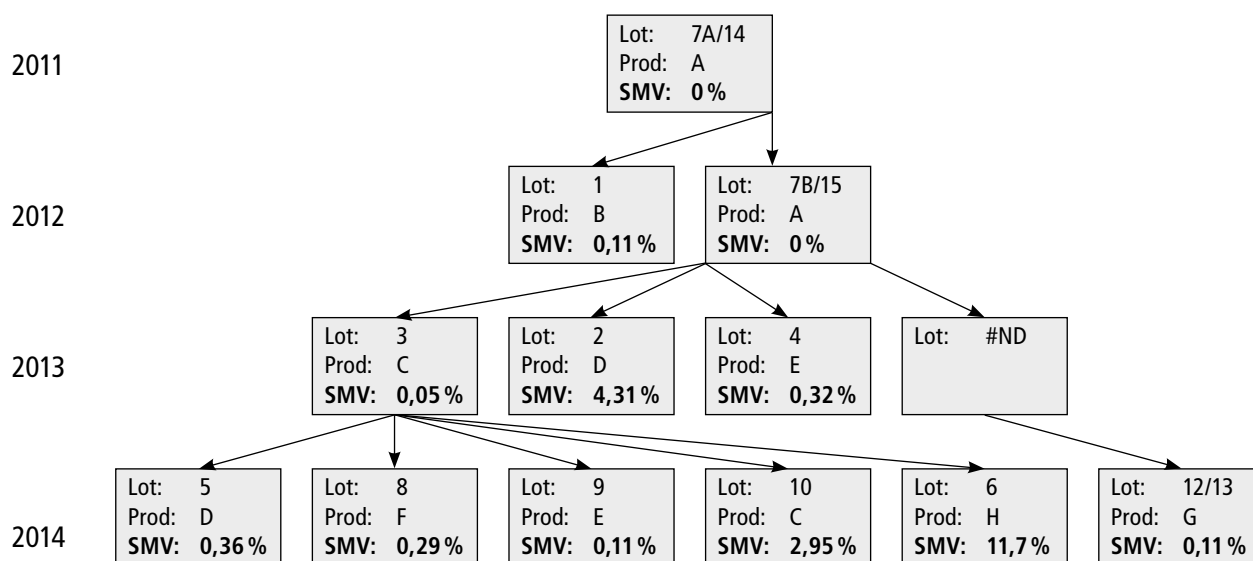 2011
Lot: 7A/14
Prod: A
SMV: 0 %
2012
Lot: 1
Prod: B
SMV: 0,11 %
Lot: 7B/15
Prod: A
SMV: 0 %
2013
Lot: 3
Prod: C
SMV: 0,05 %
Lot: 2
Prod: D
SMV: 4,31 %
Lot: 4
Prod: E
SMV: 0,32 %
Lot: #ND
2014
Lot: 5
Prod: D
SMV: 0,36 %
Lot: 8
Prod: F
SMV: 0,29 %
Lot: 9
Prod: E
SMV: 0,11 %
Lot: 10
Prod: C
SMV: 2,95 %
Lot: 6
Prod: H
SMV: 11,7 %
Lot: 12/13
Prod: G
SMV: 0,11 %